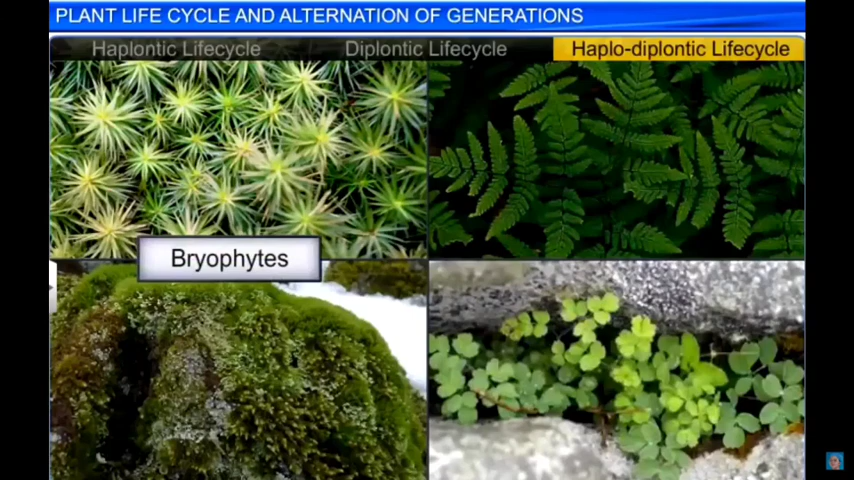 PLANT LIFE CYCLE AND ALTERNATION OF GENERATIONS
Haplontic Lifecycle
Diplontic Lifecycle
Haplo-diplontic Lifecycle
Bryophytes